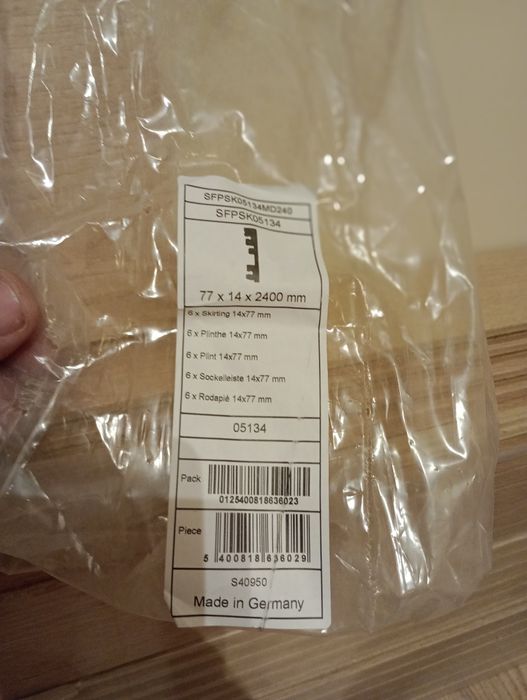 SFPSK05134MD240
SFPSK05134
77 x 14 x 2400 mm
6 x Skirting 14x77 mm
6 x Plinthe 14x77 mm
6 x Plint 14x77 mm
6 x Sockelleiste 14x77 mm
6 x Rodapié 14x77 mm
05134
Pack
0125400818636023
Piece
5 400818 636029
S40950
Made in Germany